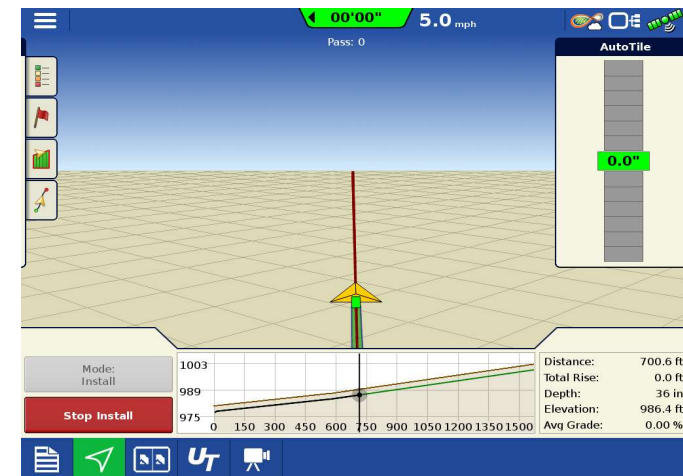 00'00"
5.0 mph
Pass: 0
AutoTile
0.0"
Mode:
Install
Stop Install
1003
989
975
0 150 300 450 600 750 900 1050 1200 1350 1500
Distance: 700.6 ft
Total Rise: 0.0 ft
Depth: 36 in
Elevation: 986.4 ft
Avg Grade: 0.00 %
UT